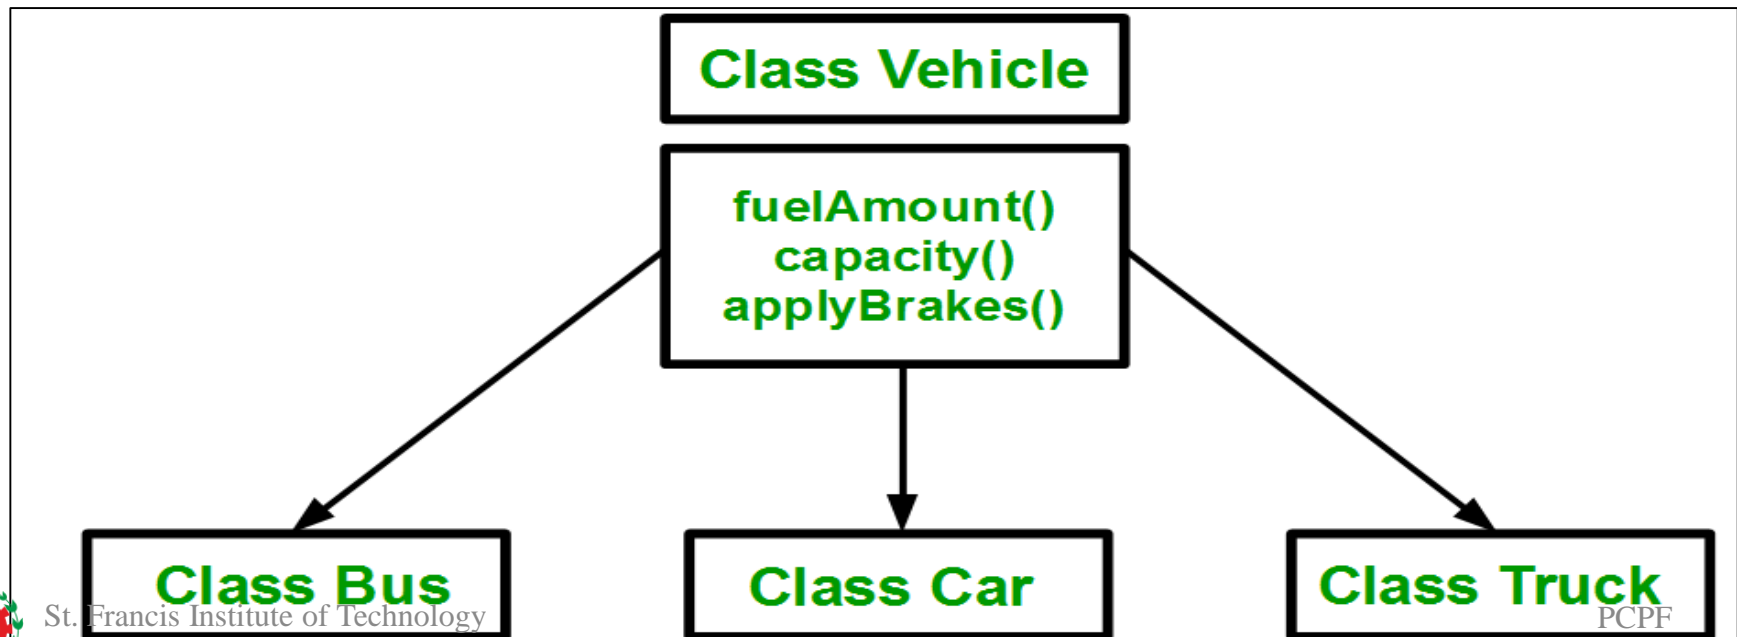 Class Vehicle
fuelAmount()
capacity()
applyBrakes()
Class Bus
Class Car
Class Truck
St. Francis Institute of Technology
PCPF